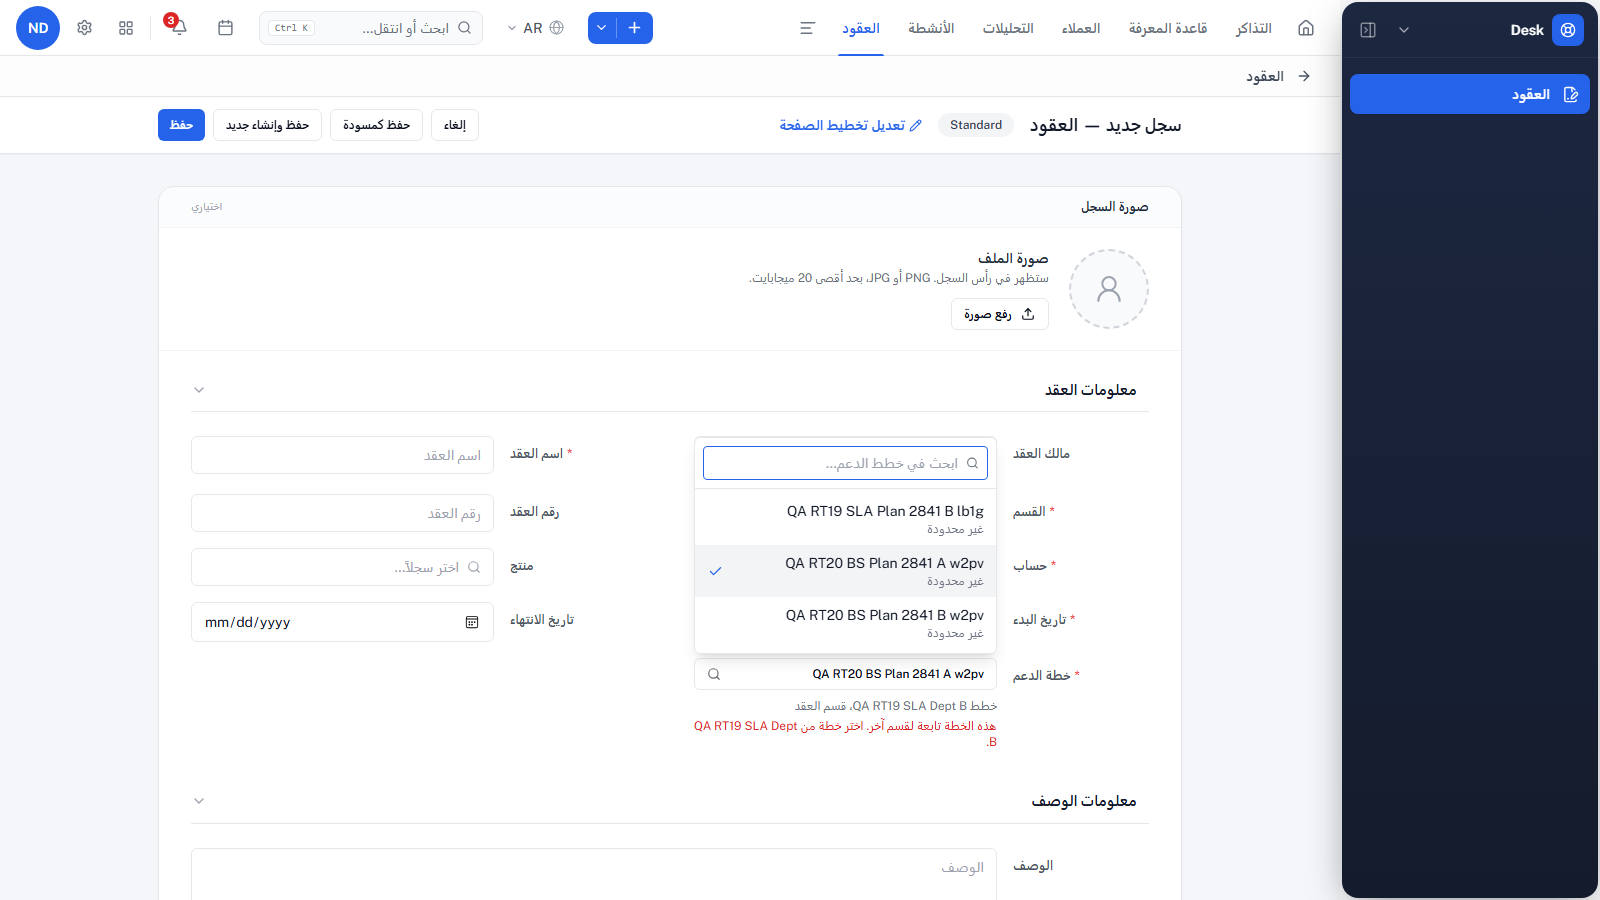 Desk
العقود
التذاكر
قاعدة المعرفة
العملاء
التحليلات
الأنشطة
العقود
AR
ابحث أو انتقل...
Ctrl K
3
ND
العقود
سجل جديد — العقود
Standard
تعديل تخطيط الصفحة
إلغاء
حفظ كمسودة
حفظ وإنشاء جديد
حفظ
صورة السجل
اختياري
صورة الملف
ستظهر في رأس السجل. PNG أو JPG، بحد أقصى 20 ميجابايت.
رفع صورة
معلومات العقد
مالك العقد
* اسم العقد
اسم العقد
ابحث في خطط الدعم...
QA RT19 SLA Plan 2841 B lb1g
غير محدودة
QA RT20 BS Plan 2841 A w2pv
غير محدودة
QA RT20 BS Plan 2841 B w2pv
غير محدودة
* القسم
رقم العقد
رقم العقد
* حساب
منتج
اختر سجلاً...
* تاريخ البدء
تاريخ الانتهاء
mm/dd/yyyy
* خطة الدعم
QA RT20 BS Plan 2841 A w2pv
خطط QA RT19 SLA Dept B، قسم العقد
هذه الخطة تابعة لقسم آخر. اختر خطة من QA RT19 SLA Dept
B.
معلومات الوصف
الوصف
الوصف